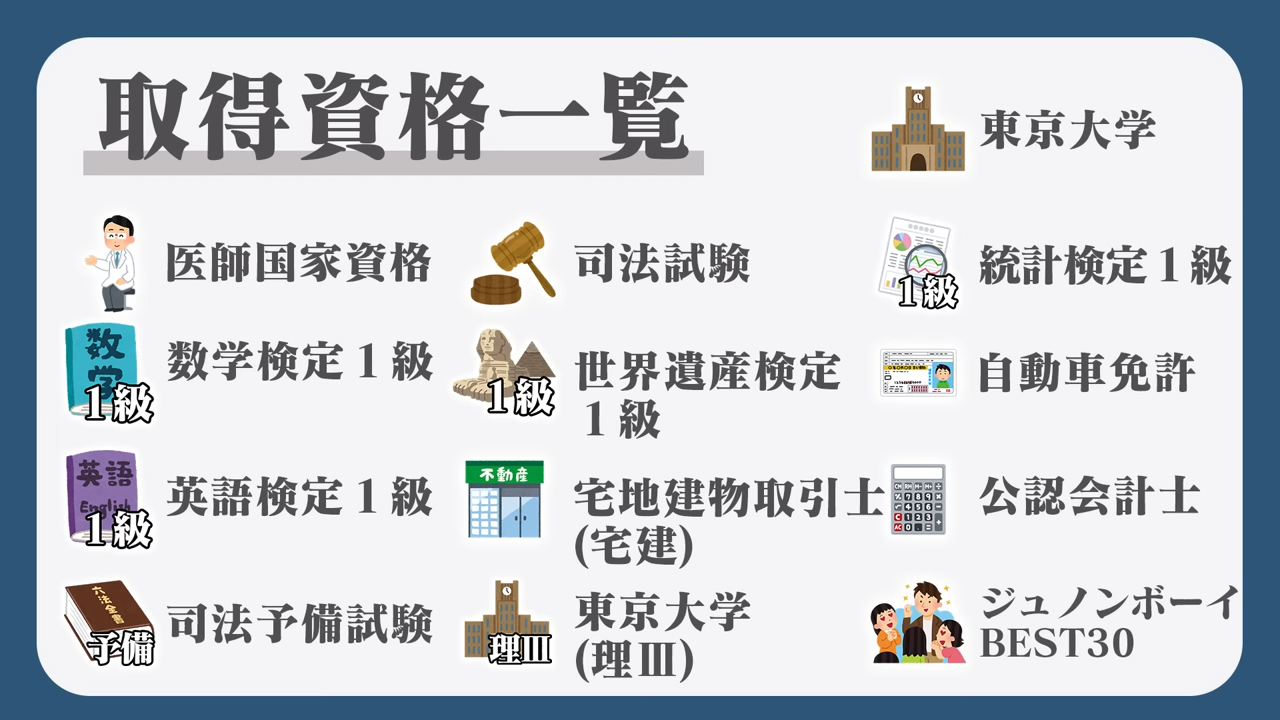 取得資格一覧
東京大学
医師国家資格
司法試験
統計検定１級
1級
数学
1級
数学検定１級
1級
世界遺産検定
１級
自動車免許
英語
English
1級
英語検定１級
不動産
宅地建物取引士
(宅建)
公認会計士
六法全書
予備
司法予備試験
理Ⅲ
東京大学
(理Ⅲ)
ジュノンボーイ
BEST30